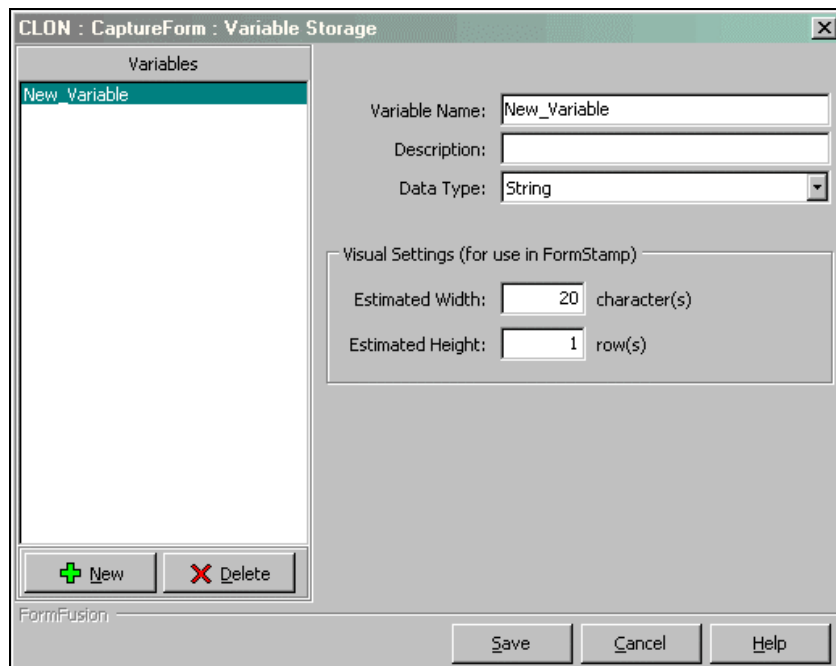 CLON : CaptureForm : Variable Storage
Variables
New_Variable
Variable Name: New_Variable
Description:
Data Type: String
Visual Settings (for use in FormStamp)
Estimated Width: 20 character(s)
Estimated Height: 1 row(s)
New Delete
FormFusion
Save Cancel Help